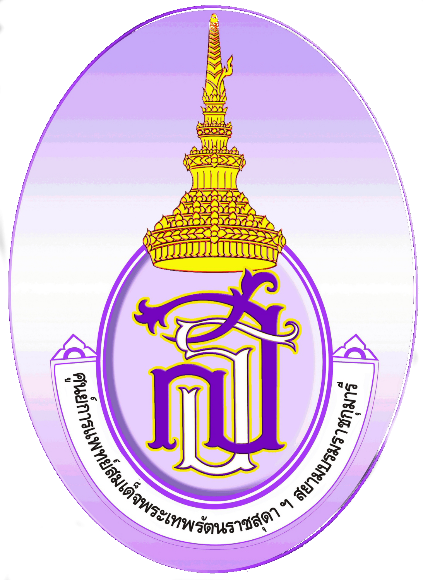 สธ
ศูนย์การแพทย์สมเด็จพระเทพรัตนราชสุดา ฯ สยามบรมราชกุมารี